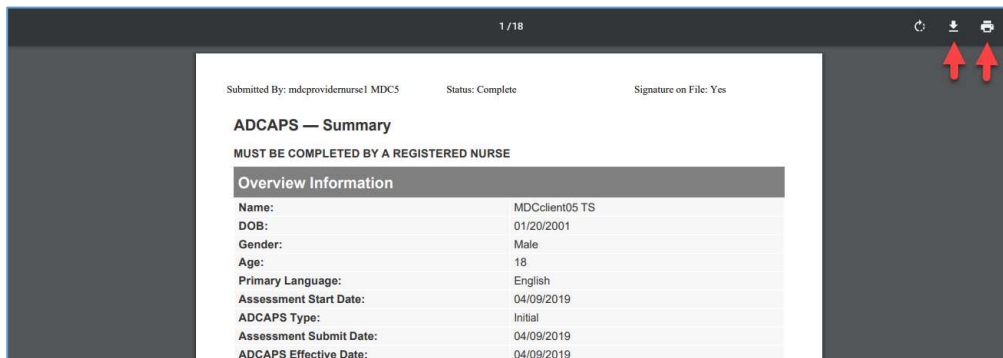 1 / 18
Submitted By: mdcprovidernurse1 MDC5 Status: Complete Signature on File: Yes
ADCAPS — Summary
MUST BE COMPLETED BY A REGISTERED NURSE
Overview Information
Name: MDCclient05 TS
DOB: 01/20/2001
Gender: Male
Age: 18
Primary Language: English
Assessment Start Date: 04/09/2019
ADCAPS Type: Initial
Assessment Submit Date: 04/09/2019
ADCAPS Effective Date: 04/09/2019